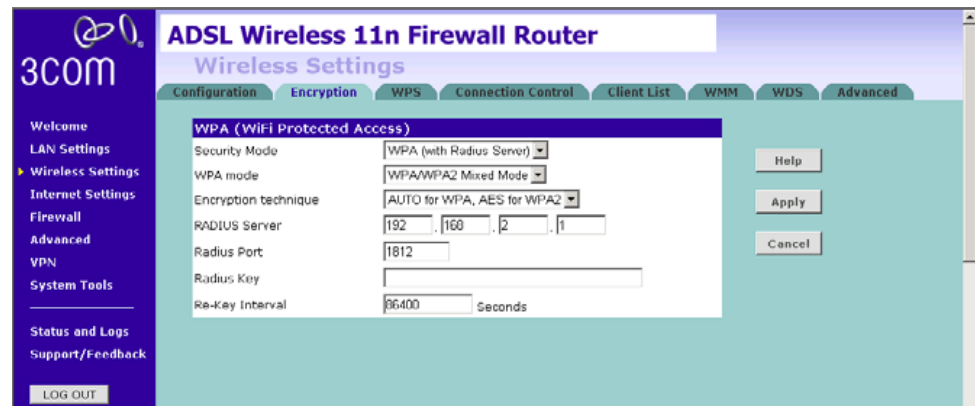 3COM
ADSL Wireless 11n Firewall Router
Wireless Settings
Configuration Encryption WPS Connection Control Client List WMM WDS Advanced
Welcome
LAN Settings
Wireless Settings
Internet Settings
Firewall
Advanced
VPN
System Tools
Status and Logs
Support/Feedback
LOG OUT
WPA (WiFi Protected Access)
Security Mode WPA (with Radius Server)
WPA mode WPA/WPA2 Mixed Mode
Encryption technique AUTO for WPA, AES for WPA2
RADIUS Server 192 . 168 . 2 . 1
Radius Port 1812
Radius Key
Re-Key Interval 86400 Seconds
Help
Apply
Cancel